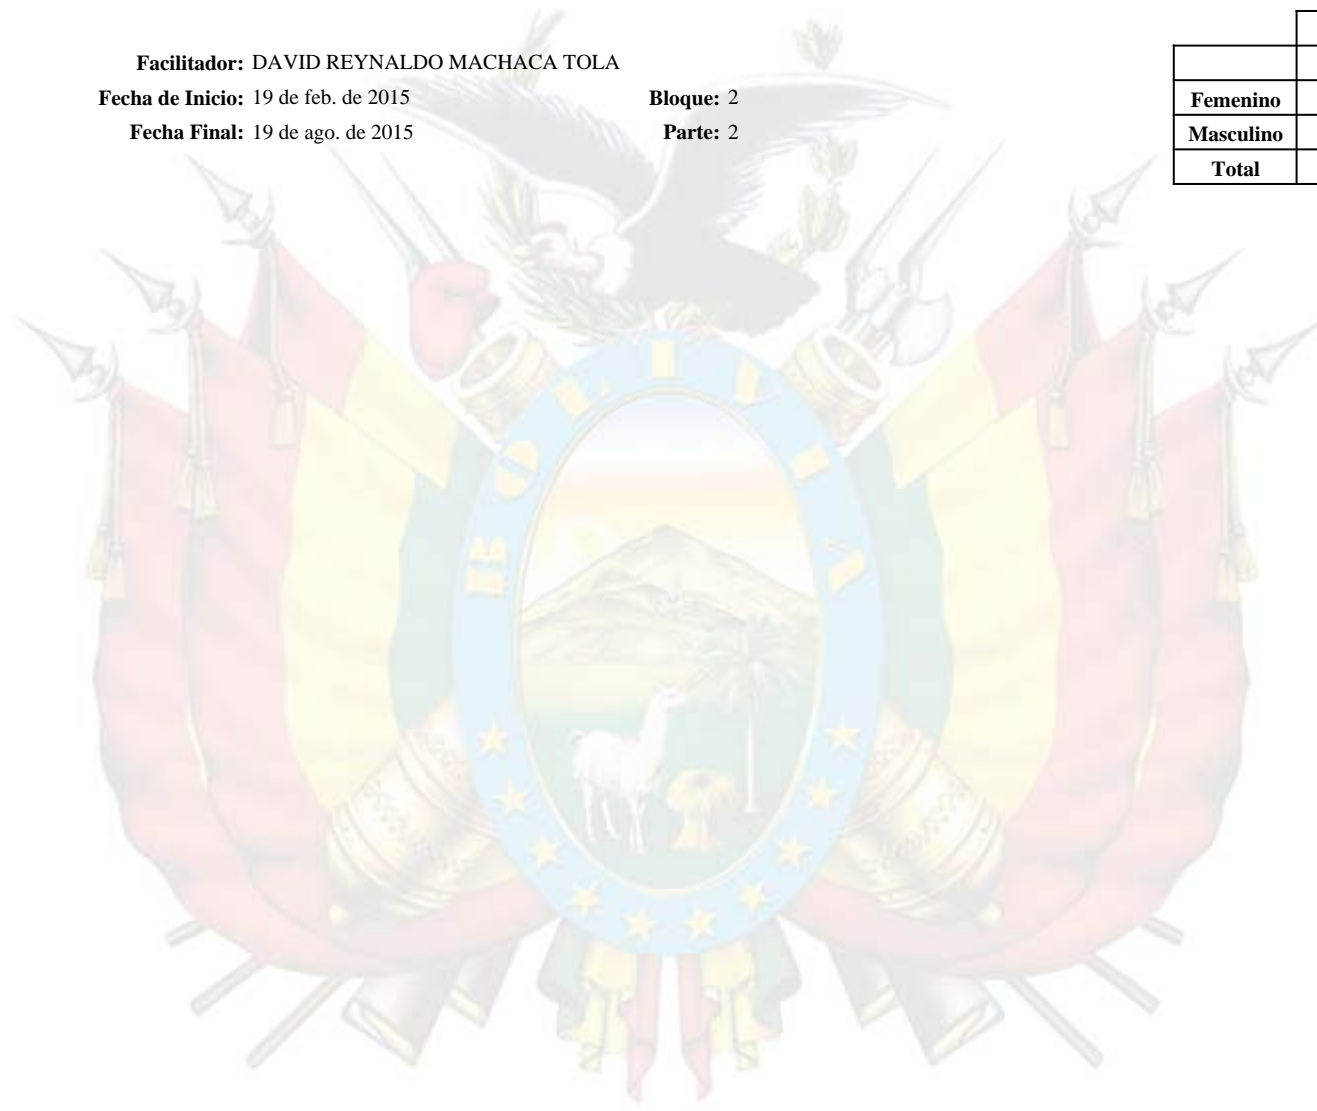 Facilitador: DAVID REYNALDO MACHACA TOLA
Fecha de Inicio: 19 de feb. de 2015 Bloque: 2
Fecha Final: 19 de ago. de 2015 Parte: 2
Femenino
Masculino
Total
BOLIVIA